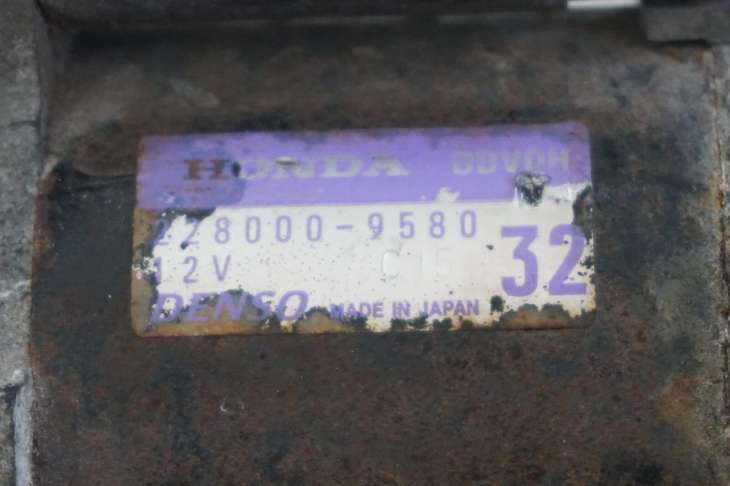 HONDA DDVDH
228000-9580
12V 32
DENSO MADE IN JAPAN